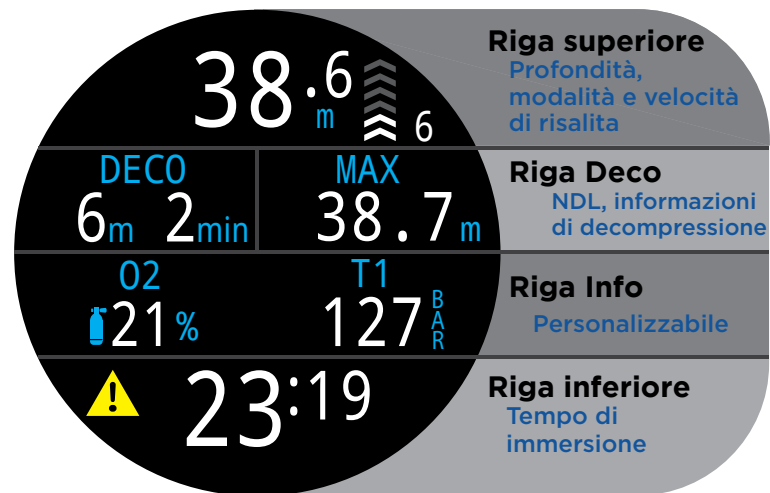 38.6 m 6
Riga superiore
Profondità,
modalità e velocità
di risalita
DECO MAX
6m 2min 38.7m
Riga Deco
NDL, informazioni
di decompressione
O2 T1
21% 127 BAR
Riga Info
Personalizzabile
23:19
Riga inferiore
Tempo di
immersione